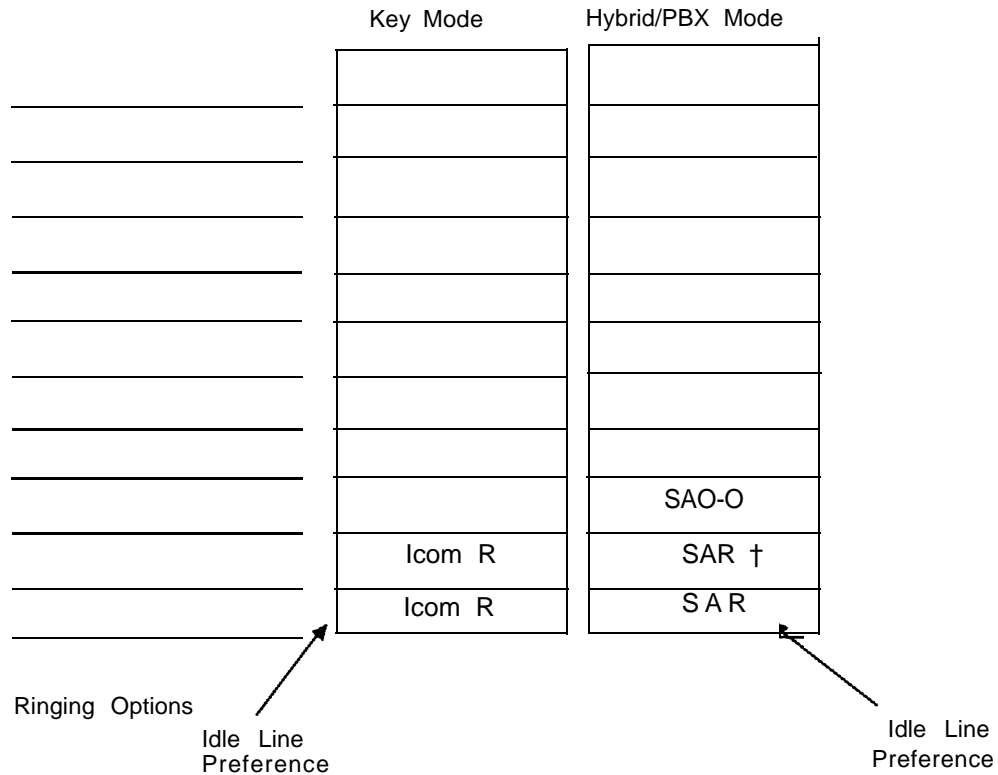 Key Mode
Hybrid/PBX Mode
SAO-O
Icom R
SAR †
Icom R
SAR
Ringing Options
Idle Line
Preference
Idle Line
Preference